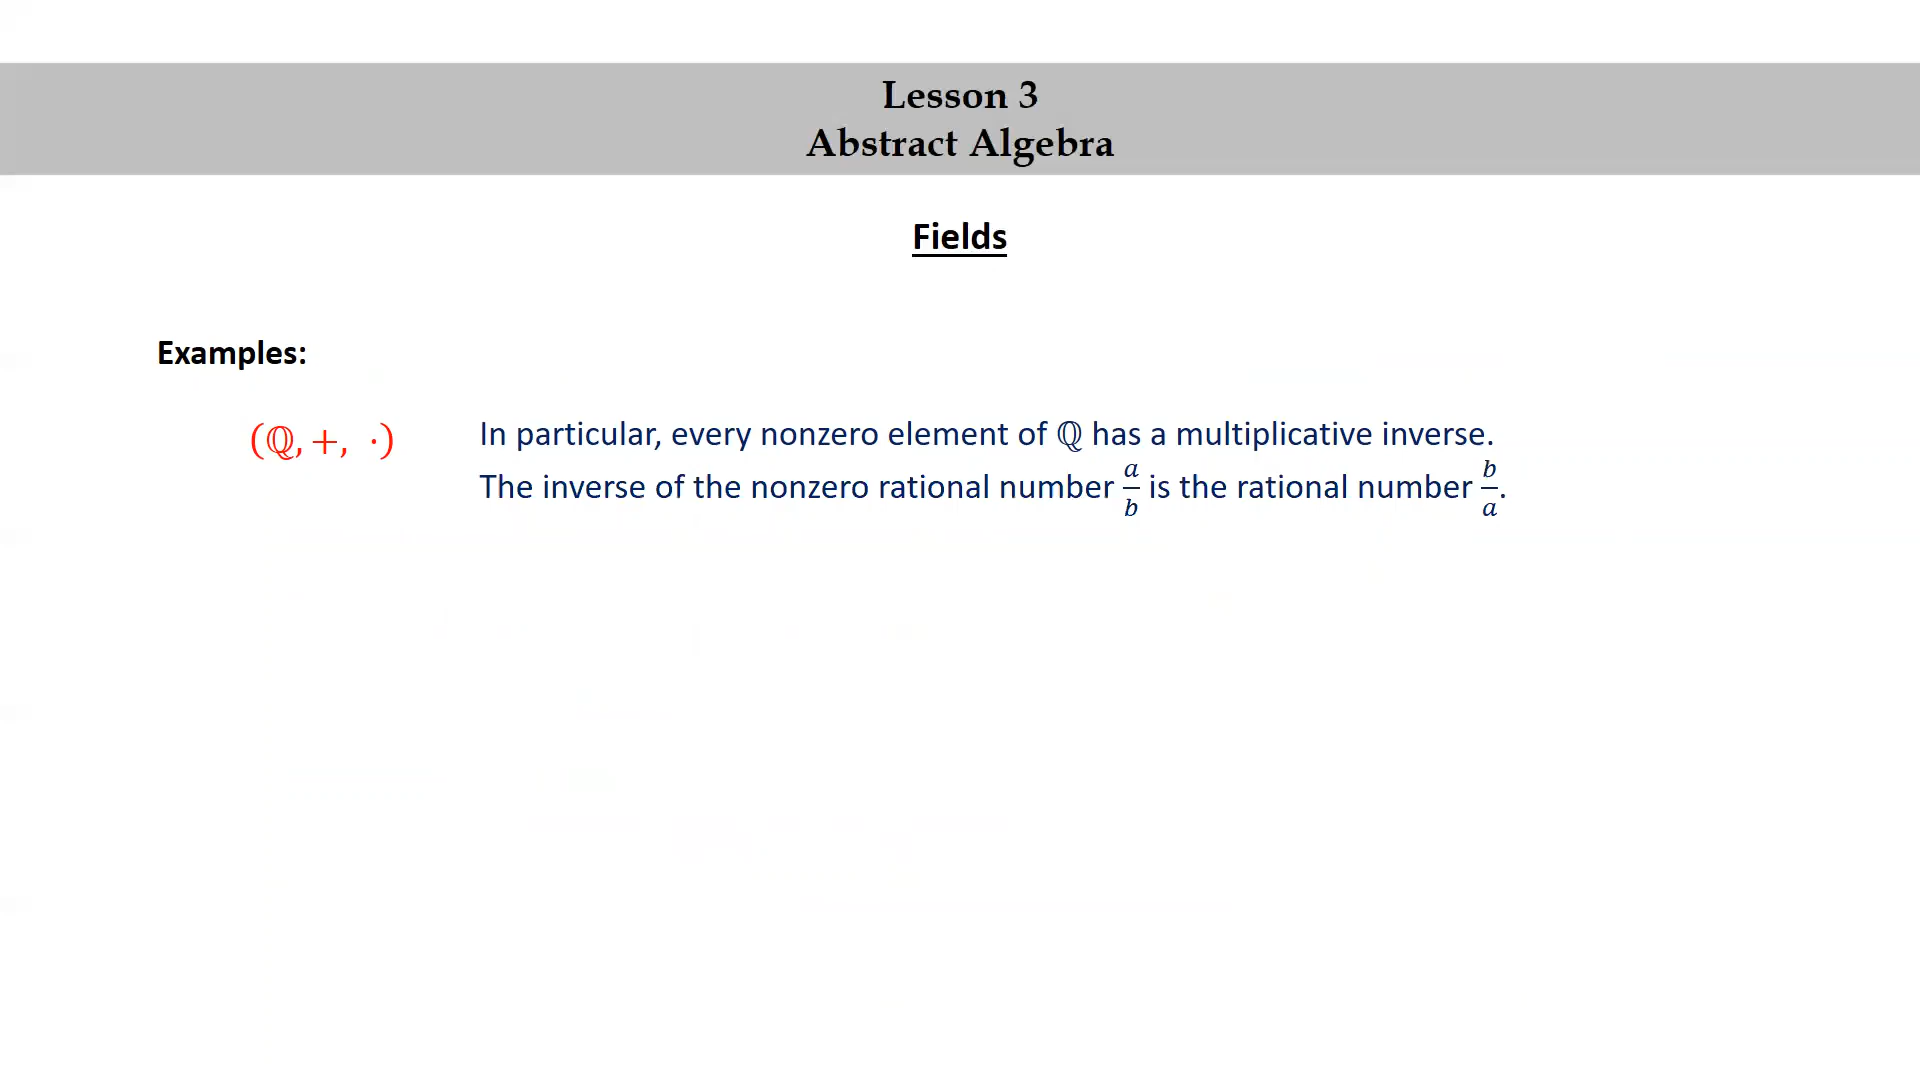 Lesson 3
Abstract Algebra
Fields
Examples:
(ℚ, +, ·) In particular, every nonzero element of ℚ has a multiplicative inverse.
The inverse of the nonzero rational number a/b is the rational number b/a.